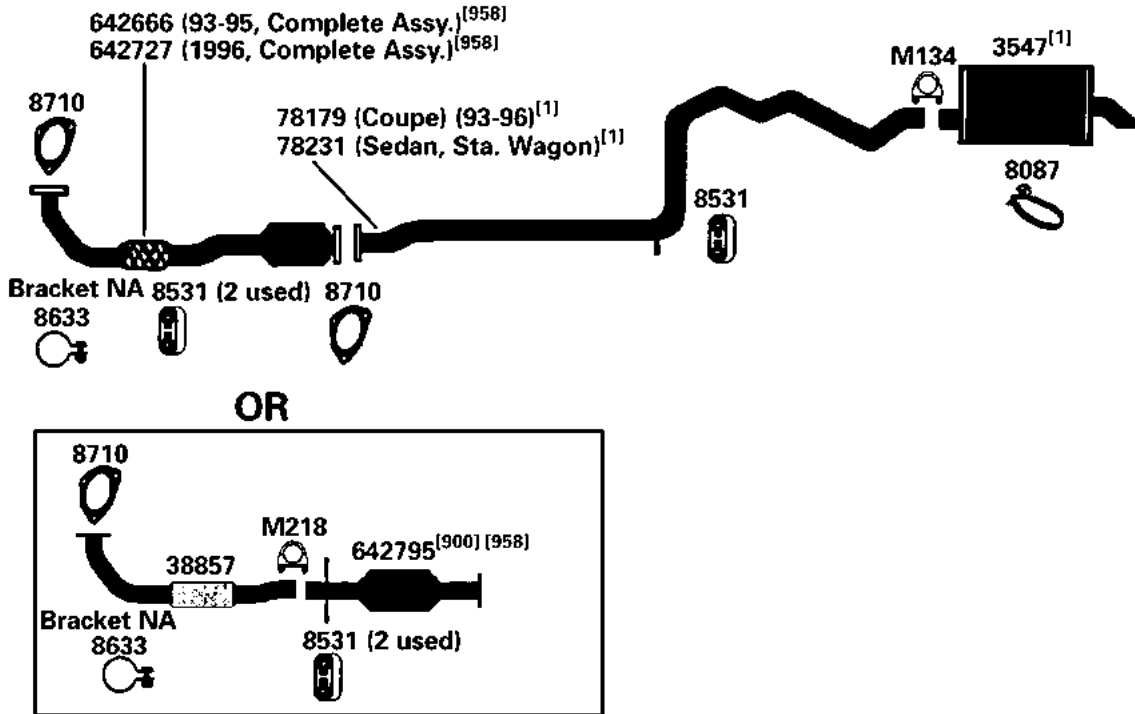 642666 (93-95, Complete Assy.)[958]
642727 (1996, Complete Assy.)[958]
M134
3547[1]
8710
78179 (Coupe) (93-96)[1]
78231 (Sedan, Sta. Wagon)[1]
8087
8531
Bracket NA
8633
8531 (2 used)
8710
OR
8710
M218
642795[900] [958]
38857
Bracket NA
8633
8531 (2 used)